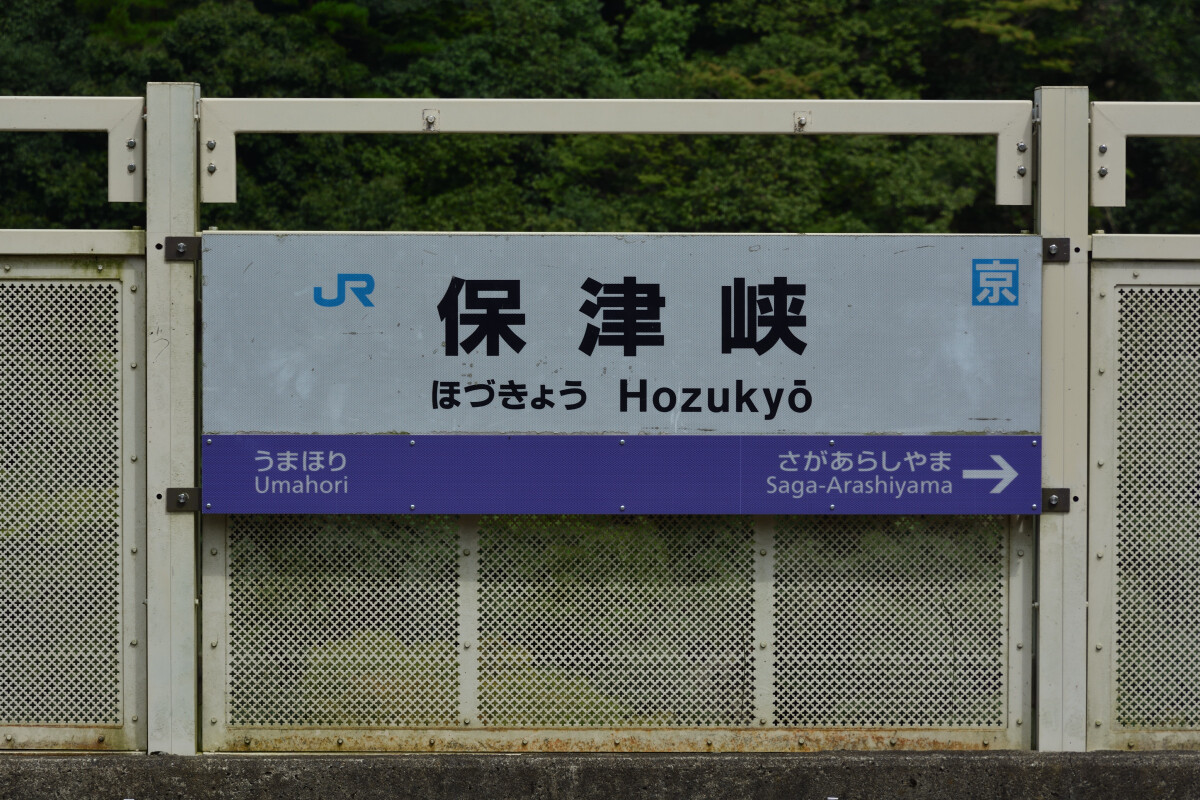 JR 保津峡 京
ほづきょう Hozukyō
うまほり さがあらしやま →
Umahori Saga-Arashiyama